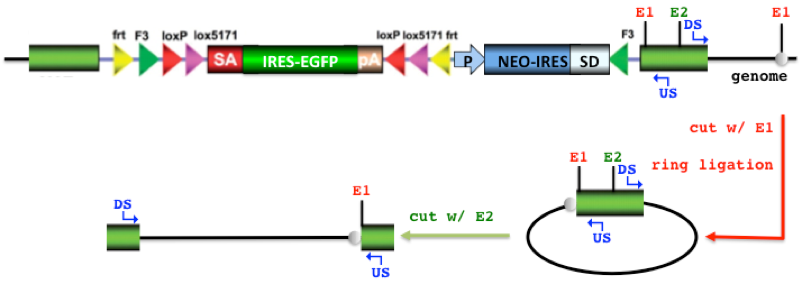 E1 E2 E1
DS
frt F3 loxP lox5171 loxP lox5171 frt F3
SA IRES-EGFP pA P NEO-IRES SD
US
genome
cut w/ E1
ring ligation
E1 E2
DS
US
cut w/ E2
DS
E1
US